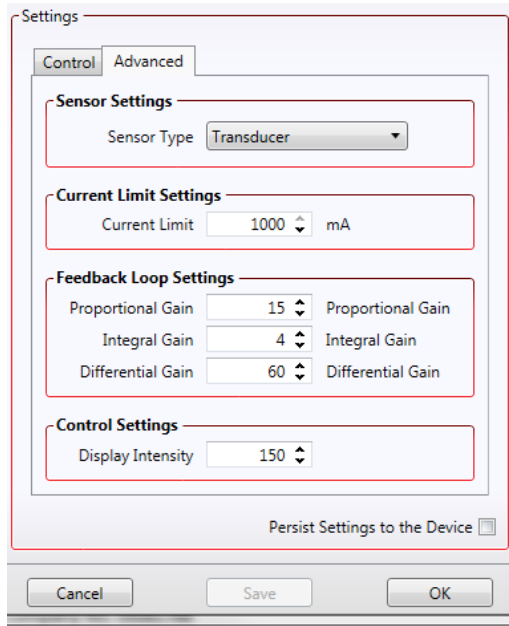 Settings
Control Advanced
Sensor Settings
Sensor Type Transducer
Current Limit Settings
Current Limit 1000 mA
Feedback Loop Settings
Proportional Gain 15 Proportional Gain
Integral Gain 4 Integral Gain
Differential Gain 60 Differential Gain
Control Settings
Display Intensity 150
Persist Settings to the Device
Cancel Save OK